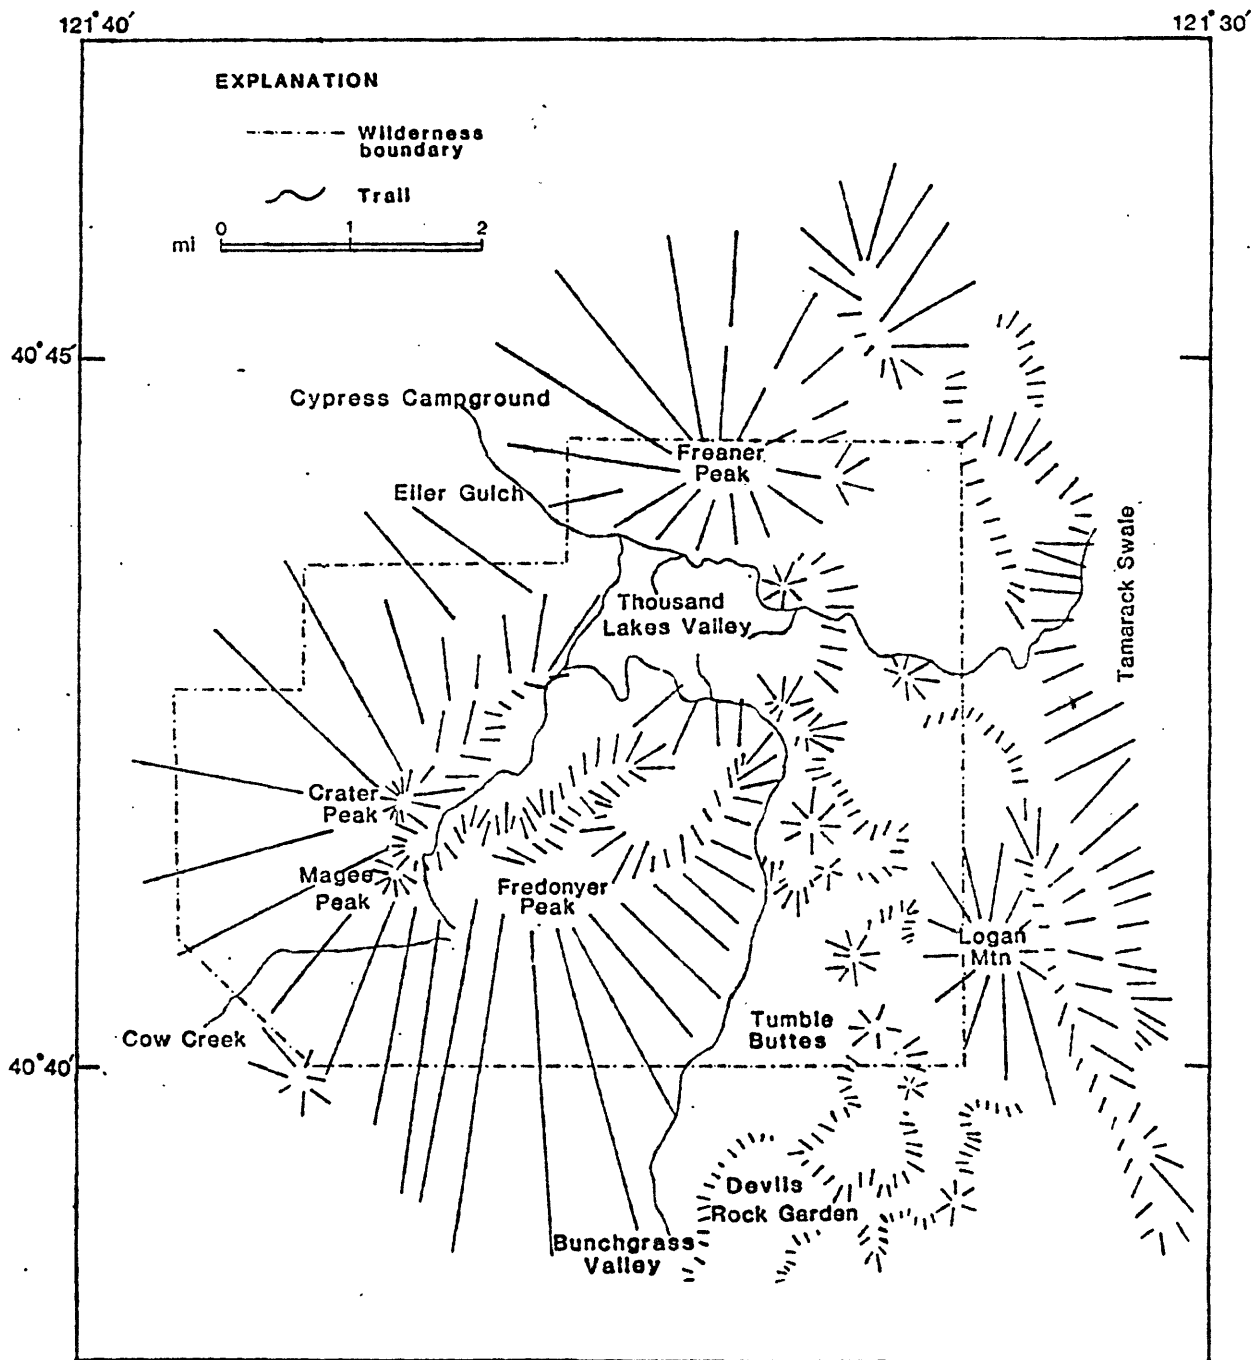 121°40′
121°30′
EXPLANATION
Wilderness
boundary
Trail
0 1 2
mi
40°45′
Cypress Campground
Freaner
Peak
Eiler Gulch
Tamarack Swale
Thousand
Lakes Valley
Crater
Peak
Magee
Peak
Fredonyer
Peak
Logan
Mtn
Tumble
Buttes
Cow Creek
40°40′
Devils
Rock Garden
Bunchgrass
Valley